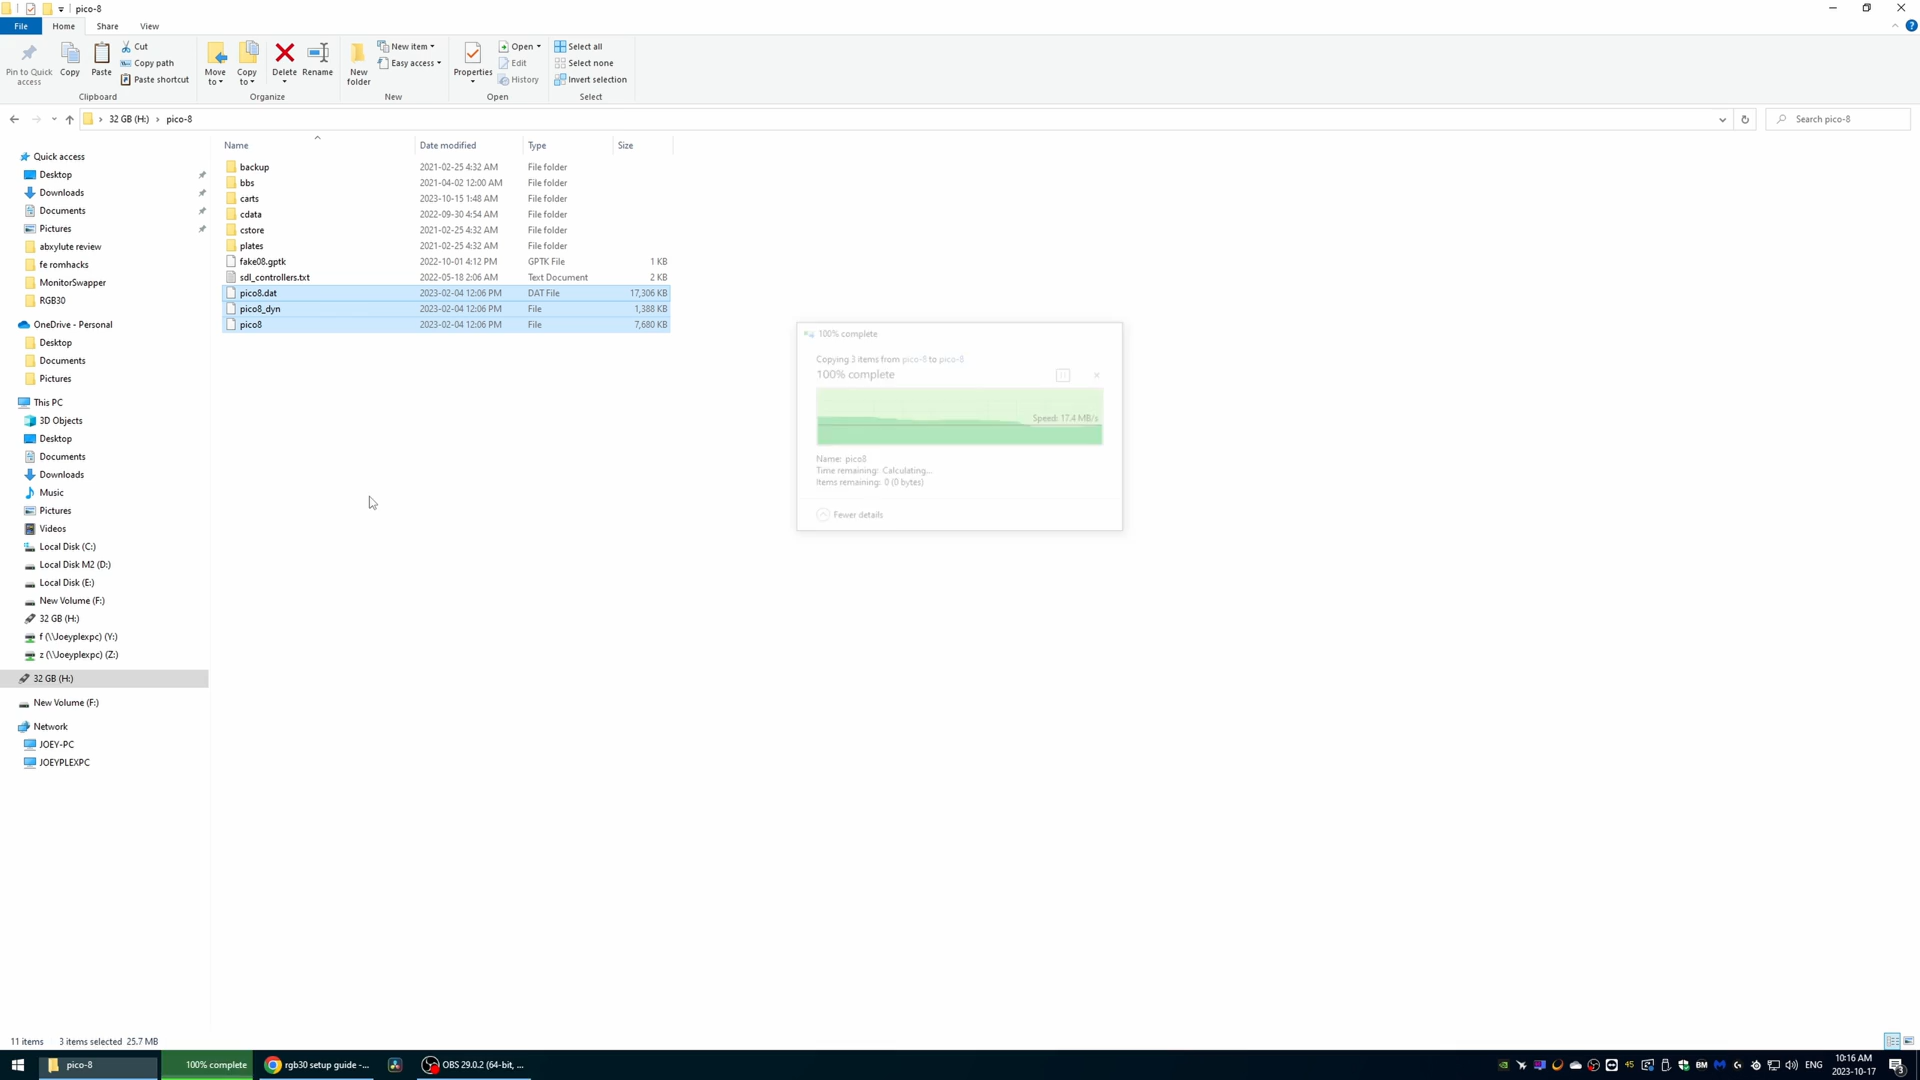 pico-8
File Home Share View
Pin to Quick access
Copy
Paste
Cut
Copy path
Paste shortcut
Clipboard
Move to
Copy to
Delete
Rename
Organize
New folder
New item
Easy access
New
Properties
Open
Edit
History
Open
Select all
Select none
Invert selection
Select
32 GB (H:) pico-8
Search pico-8
Name Date modified Type Size
backup 2021-02-25 4:32 AM File folder
bbs 2021-04-02 12:00 AM File folder
carts 2023-10-15 1:48 AM File folder
cdata 2022-09-30 4:54 AM File folder
cstore 2021-02-25 4:32 AM File folder
plates 2021-02-25 4:32 AM File folder
fake08.gptk 2022-10-01 4:12 PM GPTK File 1 KB
sdl_controllers.txt 2022-05-18 2:06 AM Text Document 2 KB
pico8.dat 2023-02-04 12:06 PM DAT File 17,306 KB
pico8_dyn 2023-02-04 12:06 PM File 1,388 KB
pico8 2023-02-04 12:06 PM File 7,680 KB
Quick access
Desktop
Downloads
Documents
Pictures
abxylute review
fe romhacks
MonitorSwapper
RGB30
OneDrive - Personal
Desktop
Documents
Pictures
This PC
3D Objects
Desktop
Documents
Downloads
Music
Pictures
Videos
Local Disk (C:)
Local Disk M2 (D:)
Local Disk (E:)
New Volume (F:)
32 GB (H:)
f (\\Joeyplexpc) (Y:)
z (\\Joeyplexpc) (Z:)
32 GB (H:)
New Volume (F:)
Network
JOEY-PC
JOEYPLEXPC
100% complete
Copying 3 items from pico-8 to pico-8
100% complete
Speed: 17.4 MB/s
Name: pico8
Time remaining: Calculating...
Items remaining: 0 (0 bytes)
Fewer details
11 items 3 items selected 25.7 MB
pico-8
100% complete
rgb30 setup guide -...
OBS 29.0.2 (64-bit, ...
45
BM
ENG
10:16 AM
2023-10-17
3